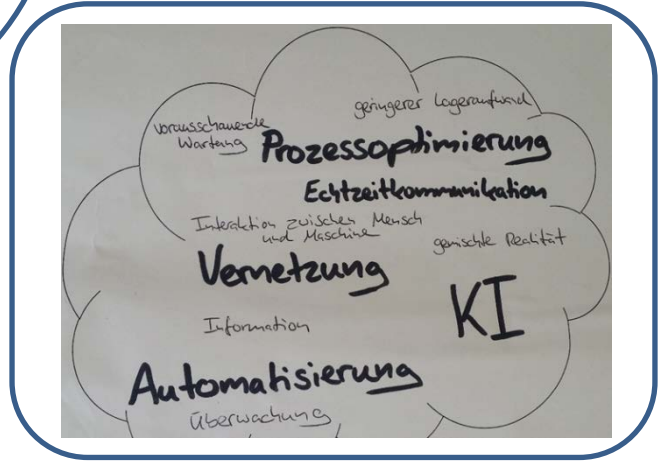 geringerer Lageraufwand
vorausschauende
Wartung
Prozessoptimierung
Echtzeitkommunikation
Interaktion zwischen Mensch
und Maschine
gemischte Realität
Vernetzung
KI
Information
Automatisierung
Überwachung